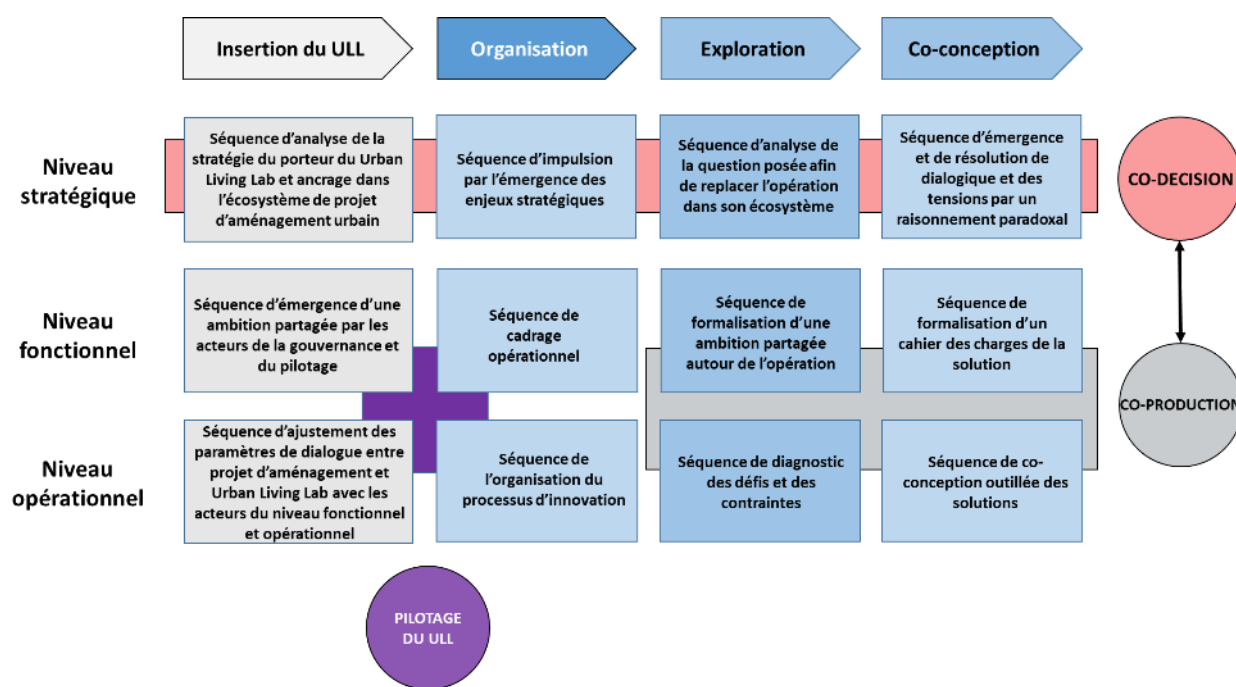 Insertion du ULL
Organisation
Exploration
Co-conception
Niveau
stratégique
Séquence d'analyse de la
stratégie du porteur du Urban
Living Lab et ancrage dans
l'écosystème de projet
d'aménagement urbain
Séquence d'impulsion
par l'émergence des
enjeux stratégiques
Séquence d'analyse de
la question posée afin
de replacer l'opération
dans son écosystème
Séquence d'émergence
et de résolution de
dialogique et des
tensions par un
raisonnement paradoxal
CO-DECISION
Niveau
fonctionnel
Séquence d'émergence d'une
ambition partagée par les
acteurs de la gouvernance et
du pilotage
Séquence de
cadrage
opérationnel
Séquence de
formalisation d'une
ambition partagée
autour de l'opération
Séquence de
formalisation d'un
cahier des charges de la
solution
CO-PRODUCTION
Niveau
opérationnel
Séquence d'ajustement des
paramètres de dialogue entre
projet d'aménagement et
Urban Living Lab avec les
acteurs du niveau fonctionnel
et opérationnel
Séquence de
l'organisation du
processus d'innovation
Séquence de diagnostic
des défis et des
contraintes
Séquence de co-
conception outillée des
solutions
PILOTAGE
DU ULL